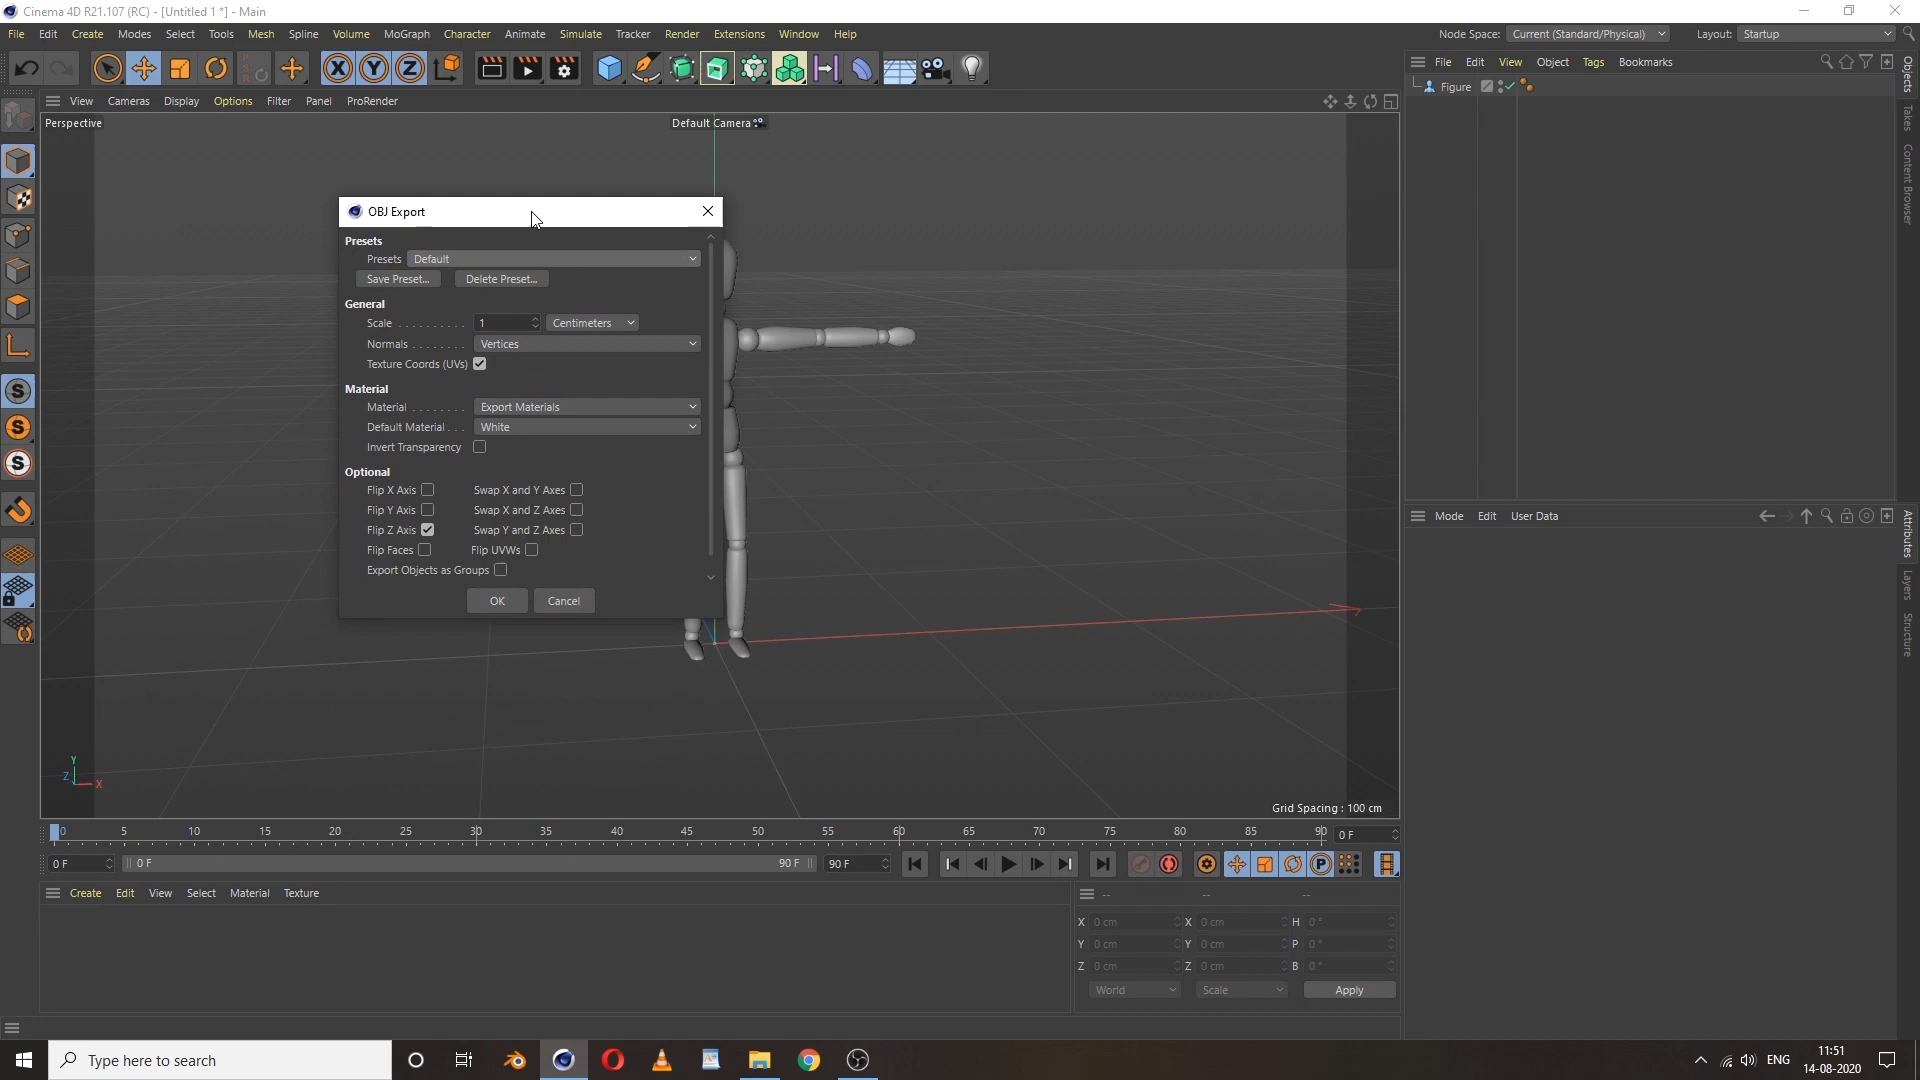 Cinema 4D R21.107 (RC) - [Untitled 1 *] - Main
File Edit Create Modes Select Tools Mesh Spline Volume MoGraph Character Animate Simulate Tracker Render Extensions Window Help
Node Space: Current (Standard/Physical) Layout: Startup
X Y Z
File Edit View Object Tags Bookmarks
Figure
Objects
Takes
Content Browser
View Cameras Display Options Filter Panel ProRender
Perspective
Default Camera
OBJ Export
Presets
Presets Default
Save Preset... Delete Preset...
General
Scale . . . . . . . . . . 1 Centimeters
Normals . . . . . . . . Vertices
Texture Coords (UVs)
Material
Material . . . . . . . . Export Materials
Default Material . . . White
Invert Transparency
Optional
Flip X Axis Swap X and Y Axes
Flip Y Axis Swap X and Z Axes
Flip Z Axis Swap Y and Z Axes
Flip Faces Flip UVWs
Export Objects as Groups
OK Cancel
S
S
S
Y
Z X
Grid Spacing : 100 cm
Mode Edit User Data
Attributes
Layers
Structure
0 5 10 15 20 25 30 35 40 45 50 55 60 65 70 75 80 85 90 0 F
0 F 0 F 90 F 90 F
P
Create Edit View Select Material Texture
-- -- --
X 0 cm X 0 cm H 0 °
Y 0 cm Y 0 cm P 0 °
Z 0 cm Z 0 cm B 0 °
World Scale Apply
Type here to search
ENG
11:51
14-08-2020